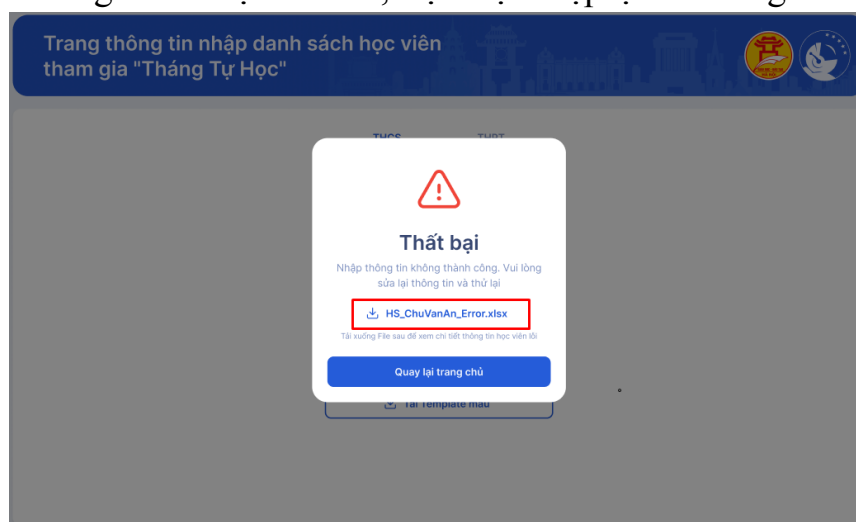 Trang thông tin nhập danh sách học viên
tham gia "Tháng Tự Học"
THCS THPT
Thất bại
Nhập thông tin không thành công. Vui lòng
sửa lại thông tin và thử lại
HS_ChuVanAn_Error.xlsx
Tải xuống File sau để xem chi tiết thông tin học viên lỗi
Quay lại trang chủ
Tải Template mẫu